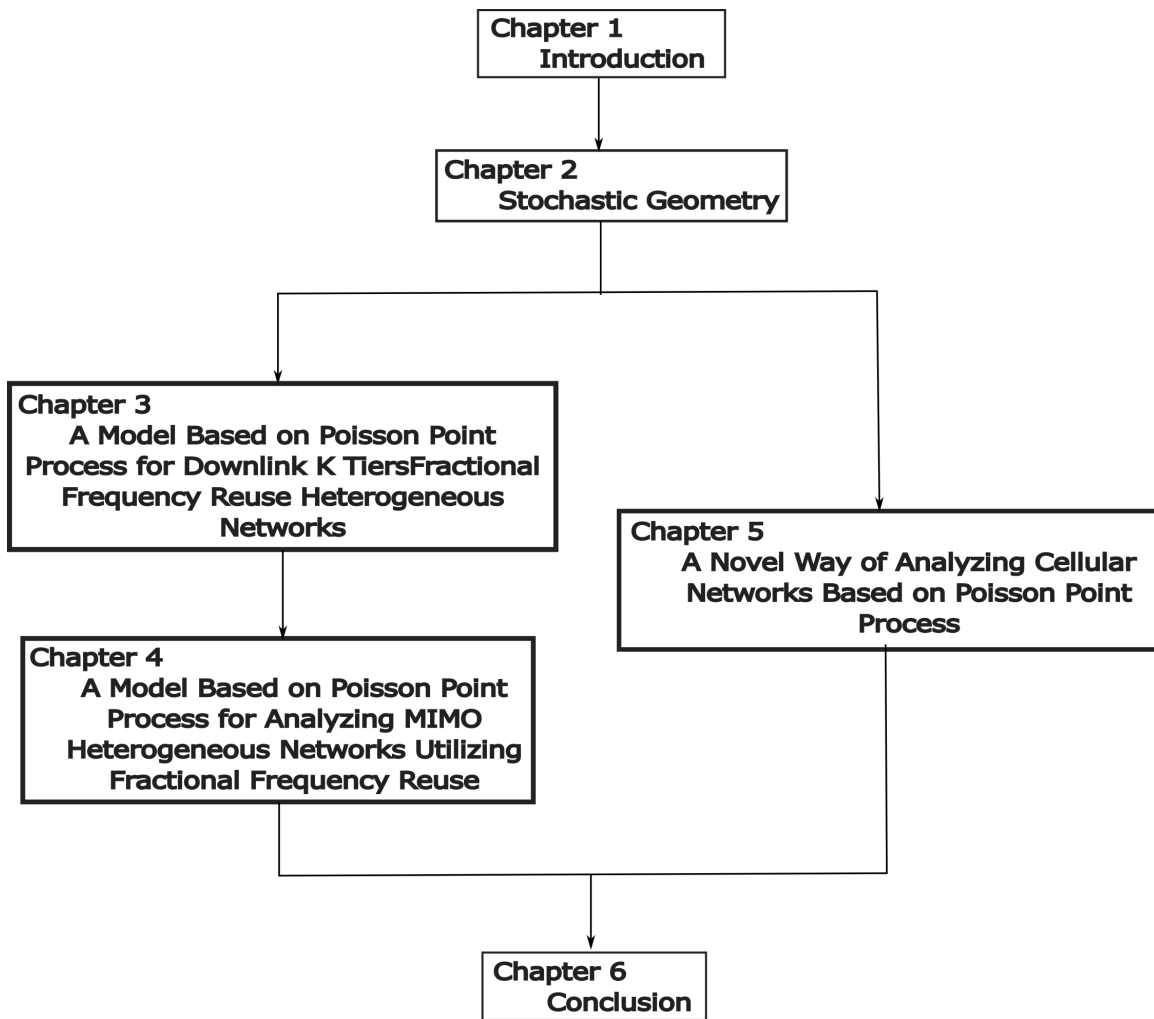 Chapter 1
Introduction
Chapter 2
Stochastic Geometry
Chapter 3
A Model Based on Poisson Point
Process for Downlink K TiersFractional
Frequency Reuse Heterogeneous
Networks
Chapter 4
A Model Based on Poisson Point
Process for Analyzing MIMO
Heterogeneous Networks Utilizing
Fractional Frequency Reuse
Chapter 5
A Novel Way of Analyzing Cellular
Networks Based on Poisson Point
Process
Chapter 6
Conclusion